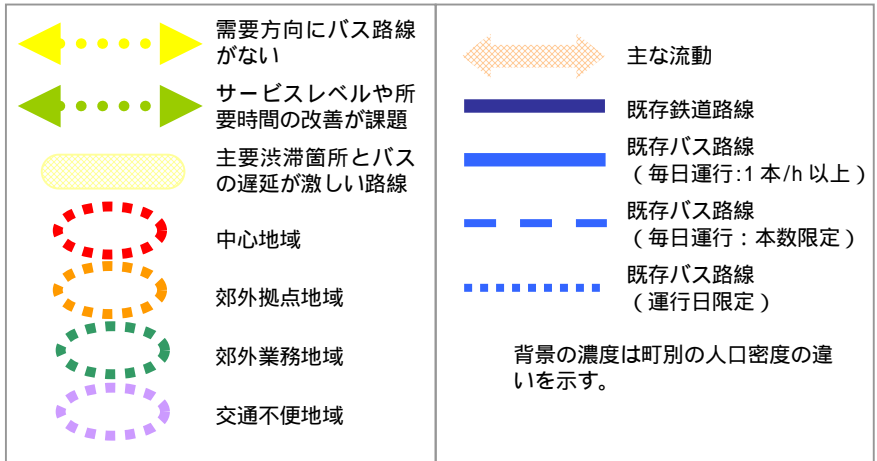 需要方向にバス路線
がない
サービスレベルや所
要時間の改善が課題
主要渋滞箇所とバス
の遅延が激しい路線
中心地域
郊外拠点地域
郊外業務地域
交通不便地域
主な流動
既存鉄道路線
既存バス路線
（毎日運行:1本/h以上）
既存バス路線
（毎日運行：本数限定）
既存バス路線
（運行日限定）
背景の濃度は町別の人口密度の違
いを示す。